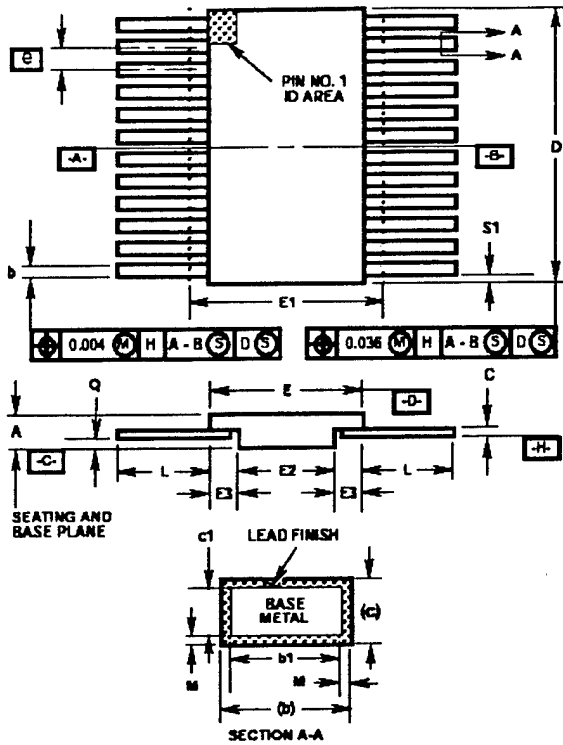 A
e
A
PIN NO. 1
ID AREA
-A-
-B-
D
S1
b
E1
0.004 M H A - B S D S
0.036 M H A - B S D S
Q
E
C
-D-
A
-C-
-H-
L
E2
L
E3
E3
SEATING AND
BASE PLANE
c1
LEAD FINISH
BASE
METAL
(c)
b1
M
M
(b)
SECTION A-A